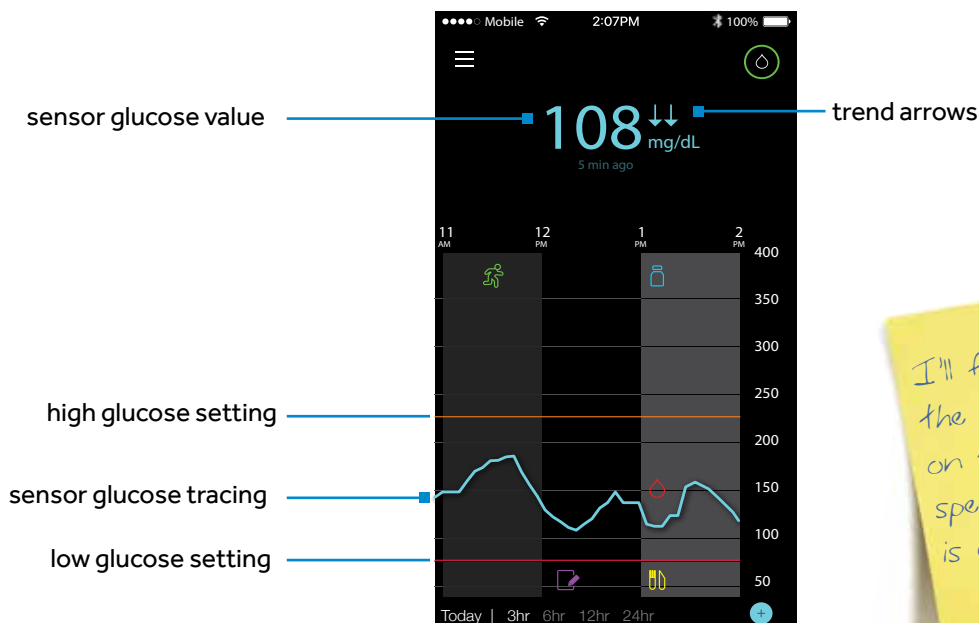 Mobile 2:07PM 100%
sensor glucose value
108 ↓↓ mg/dL
trend arrows
5 min ago
11 AM 12 PM 1 PM 2 PM
400
350
300
250
high glucose setting
200
sensor glucose tracing
150
100
low glucose setting
50
Today | 3hr 6hr 12hr 24hr
+
I'll
the
on
is